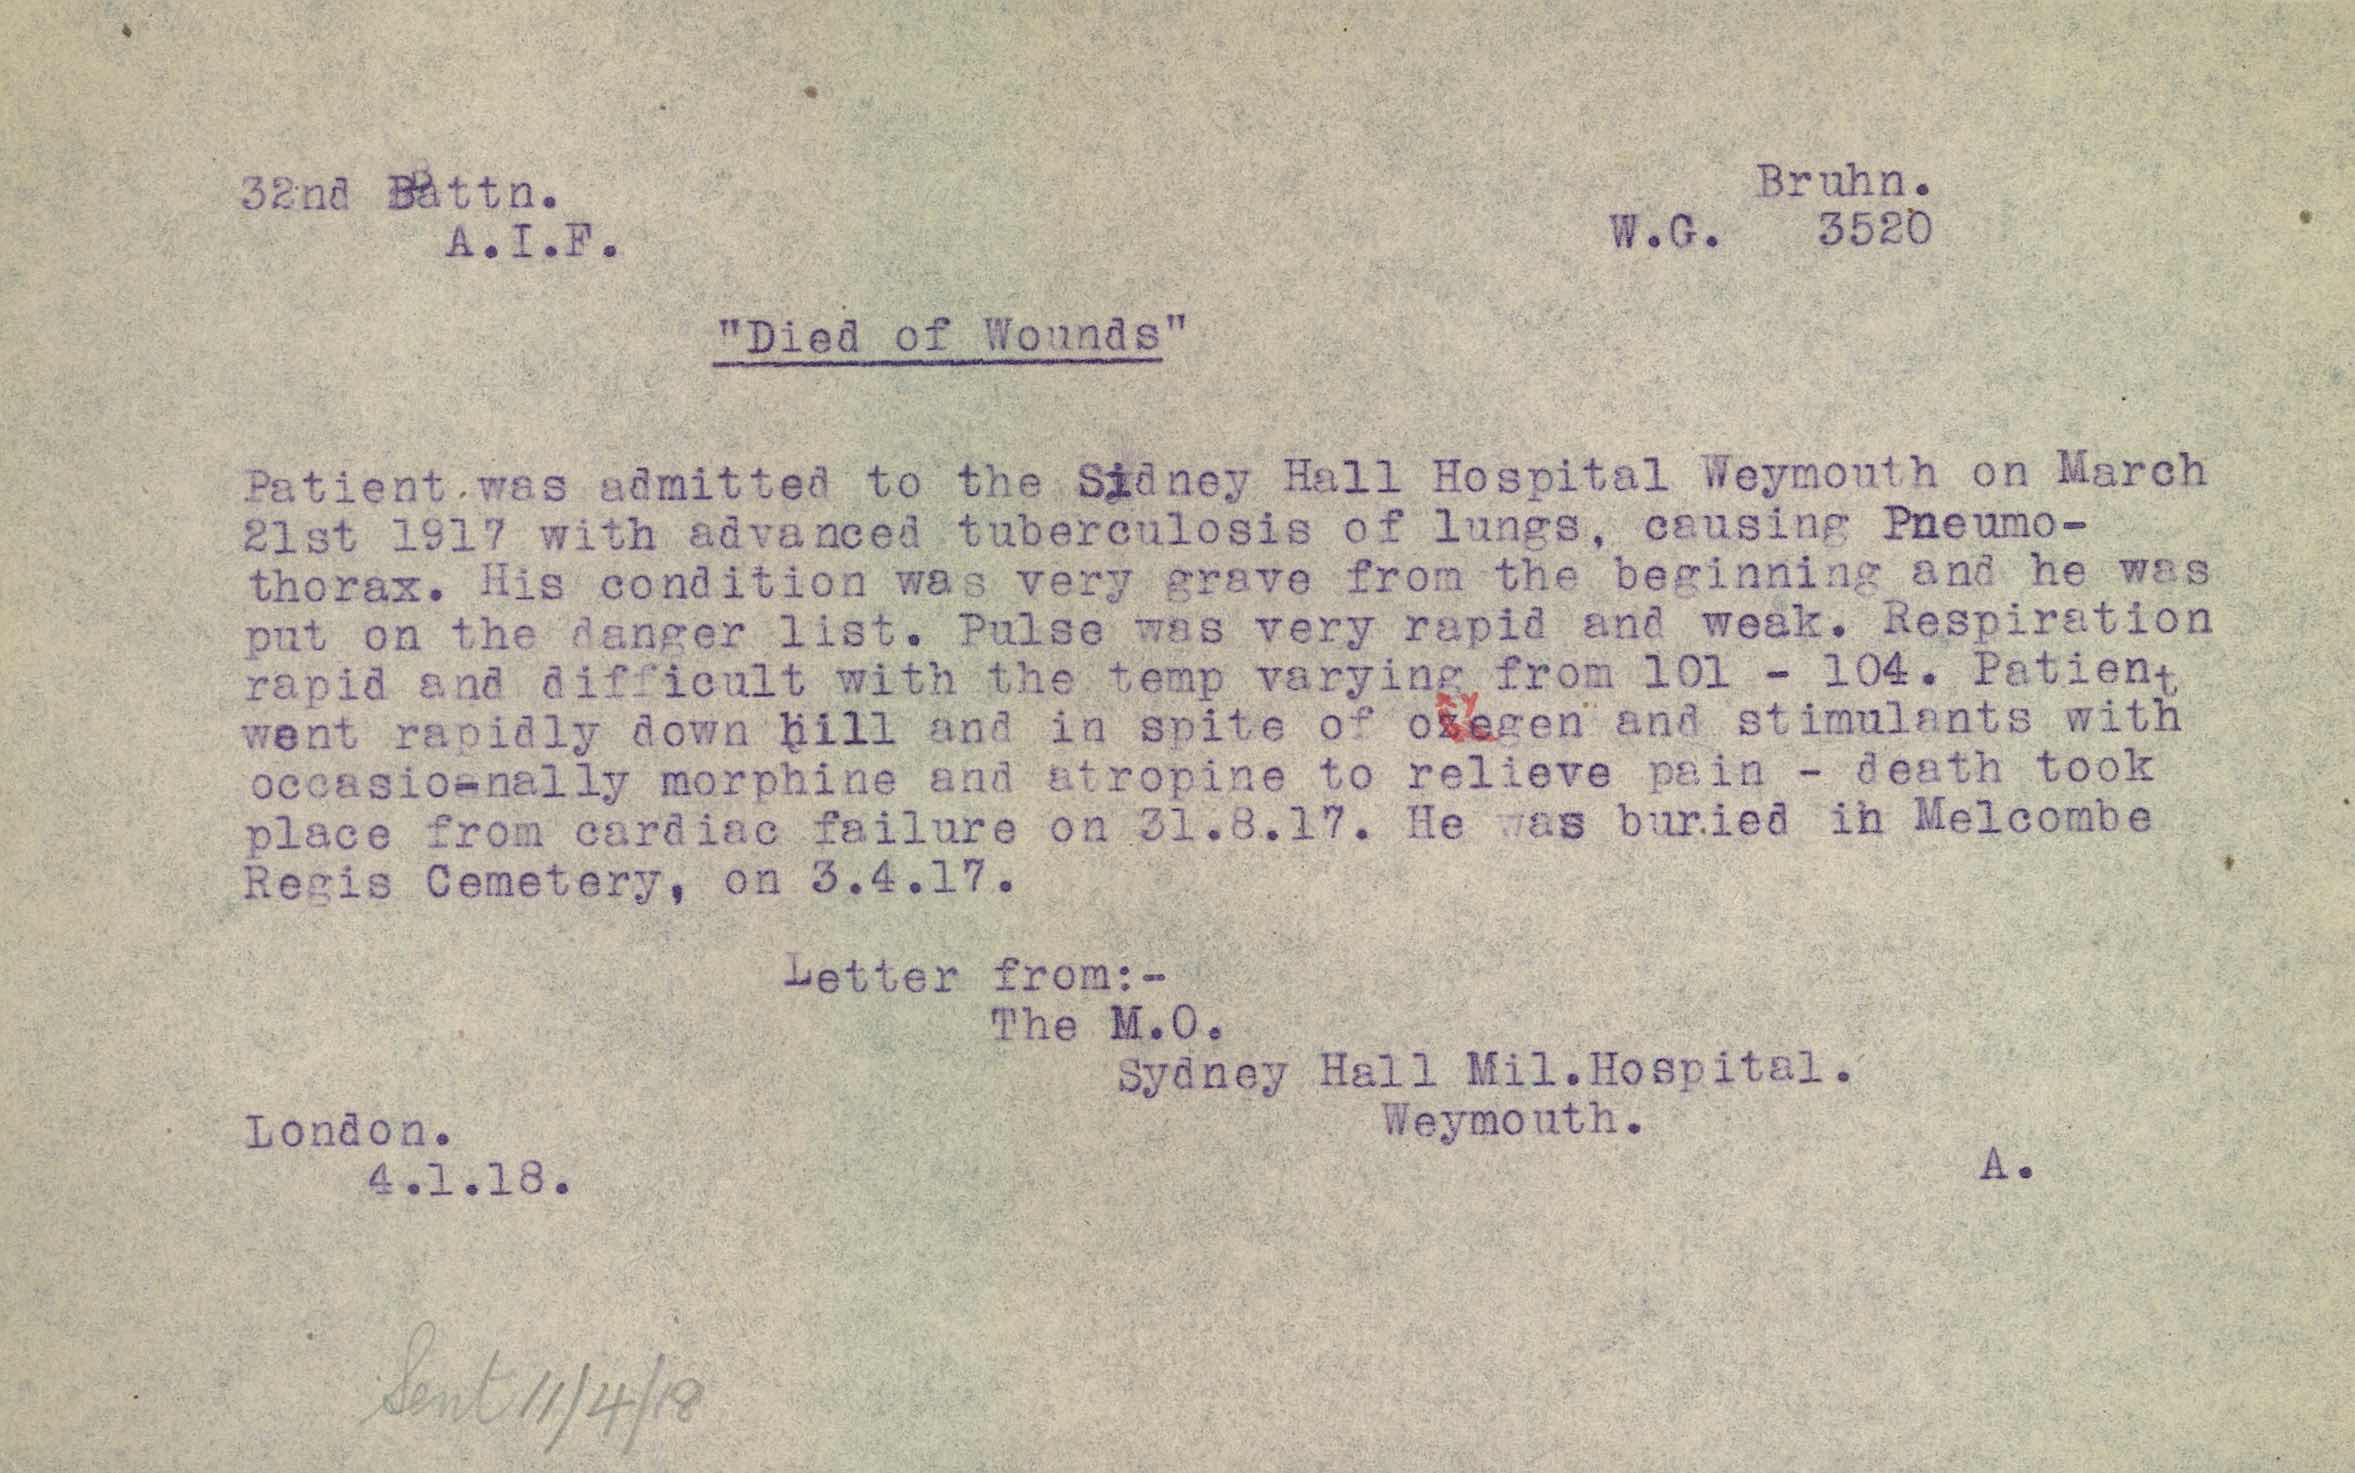 32nd Battn.
A.I.F.
Bruhn.
W.G. 3520
"Died of Wounds"
Patient was admitted to the Sidney Hall Hospital Weymouth on March
21st 1917 with advanced tuberculosis of lungs, causing Pneumo-
thorax. His condition was very grave from the beginning and he was
put on the danger list. Pulse was very rapid and weak. Respiration
rapid and difficult with the temp varying from 101 - 104. Patient
went rapidly down hill and in spite of oxegen and stimulants with
occasio-nally morphine and atropine to relieve pain - death took
place from cardiac failure on 31.8.17. He was buried in Melcombe
Regis Cemetery, on 3.4.17.
Letter from:-
The M.O.
Sydney Hall Mil.Hospital.
Weymouth.
London.
4.1.18.
A.
Sent 11/4/18